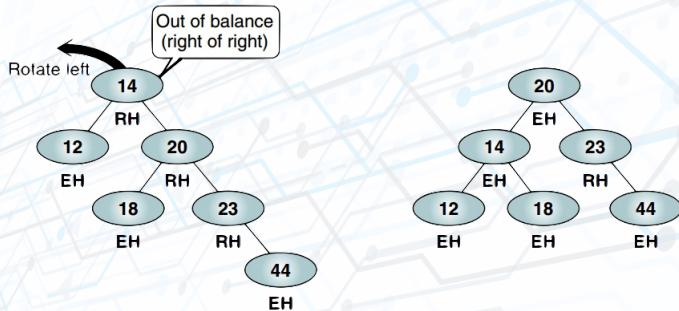 Out of balance
(right of right)
Rotate left
14
RH
12
EH
20
RH
18
EH
23
RH
44
EH
20
EH
14
EH
23
RH
12
EH
18
EH
44
EH